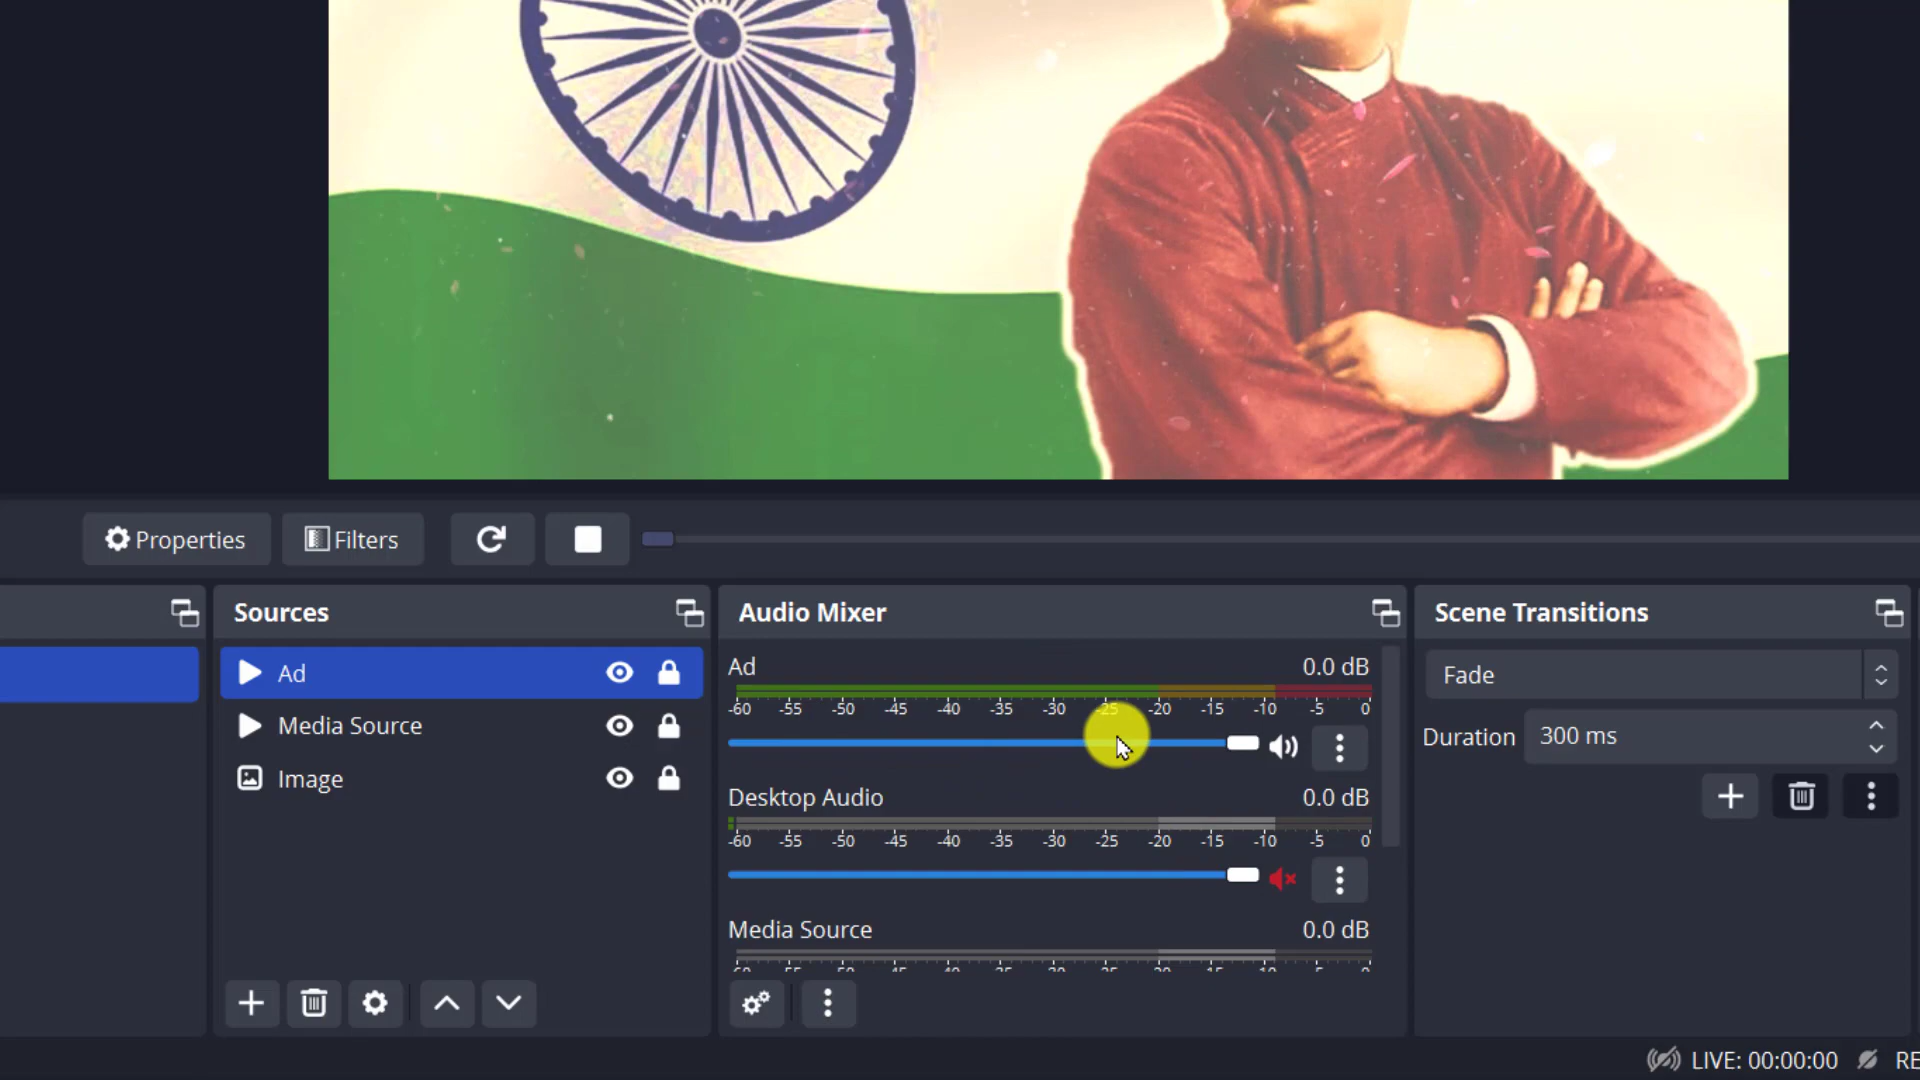 Properties
Filters
Sources
Audio Mixer
Scene Transitions
Ad
Media Source
Image
Ad 0.0 dB
-60 -55 -50 -45 -40 -35 -30 -25 -20 -15 -10 -5 0
Desktop Audio 0.0 dB
-60 -55 -50 -45 -40 -35 -30 -25 -20 -15 -10 -5 0
Media Source 0.0 dB
Fade
Duration 300 ms
LIVE: 00:00:00 RE